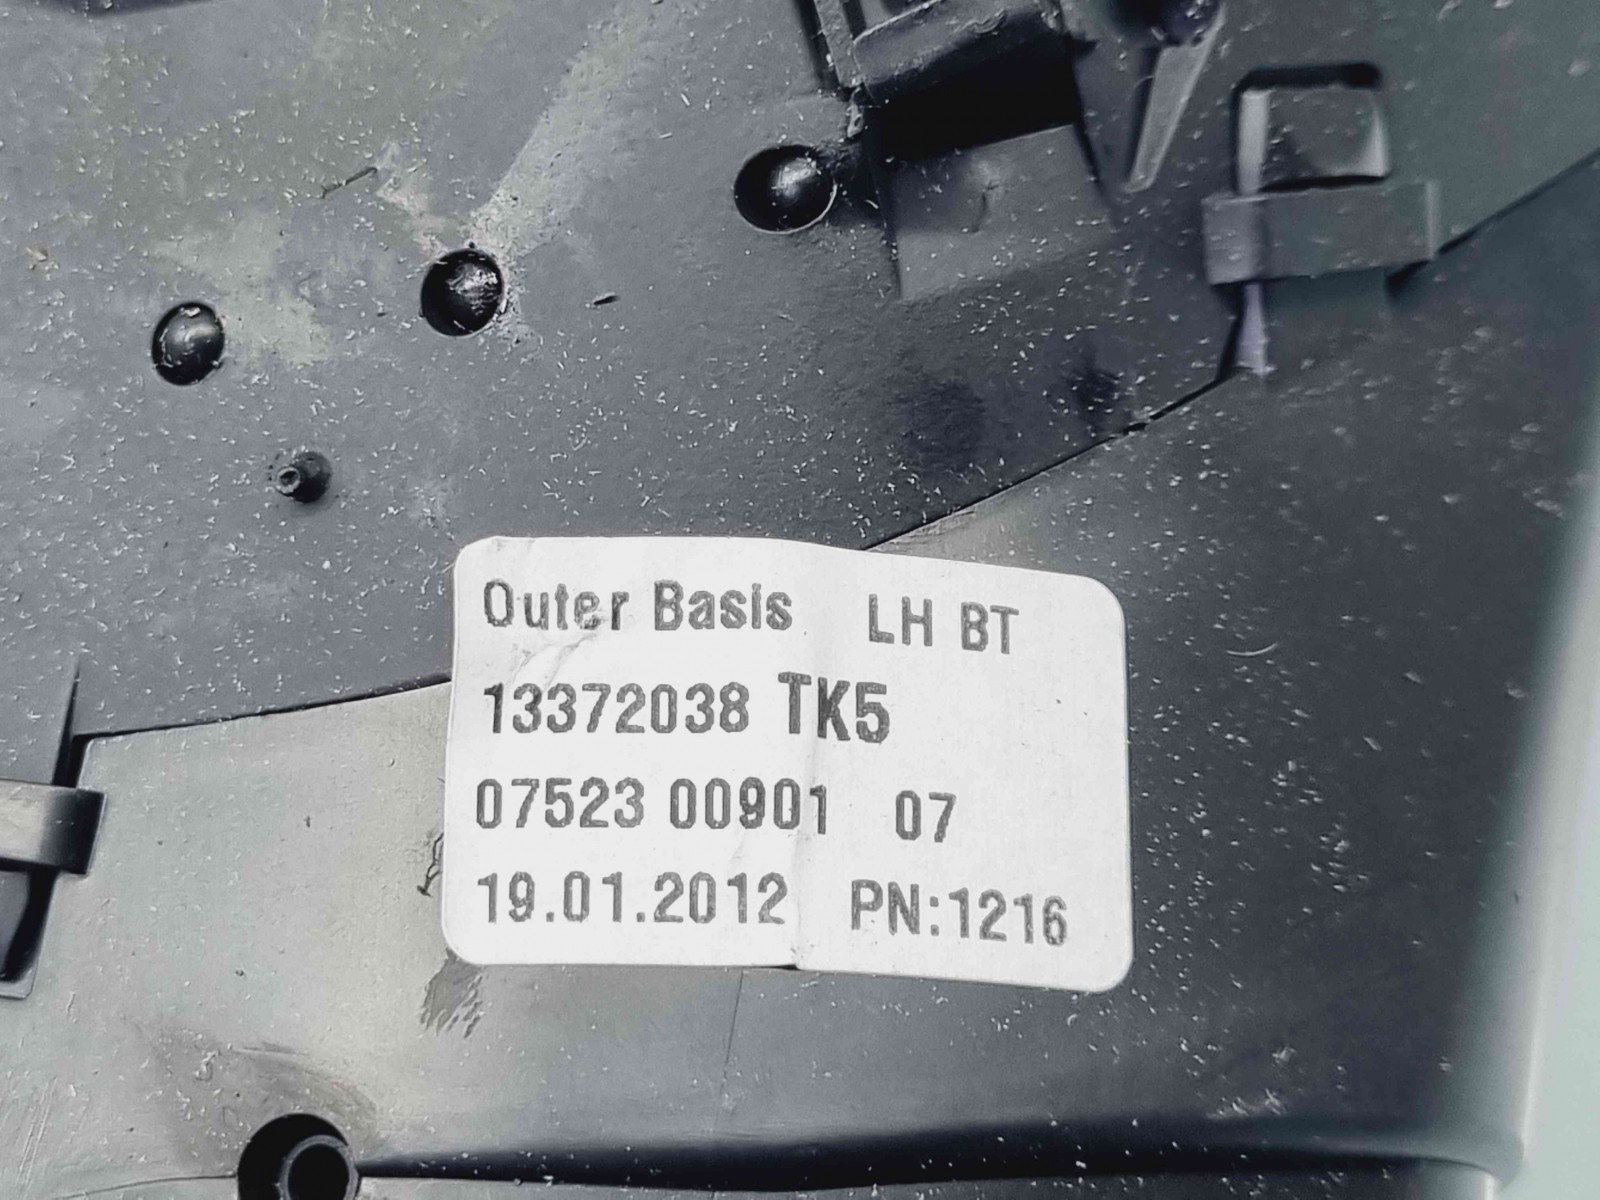 Outer Basis LH BT
13372038 TK5
07523 00901 07
19.01.2012 PN:1216